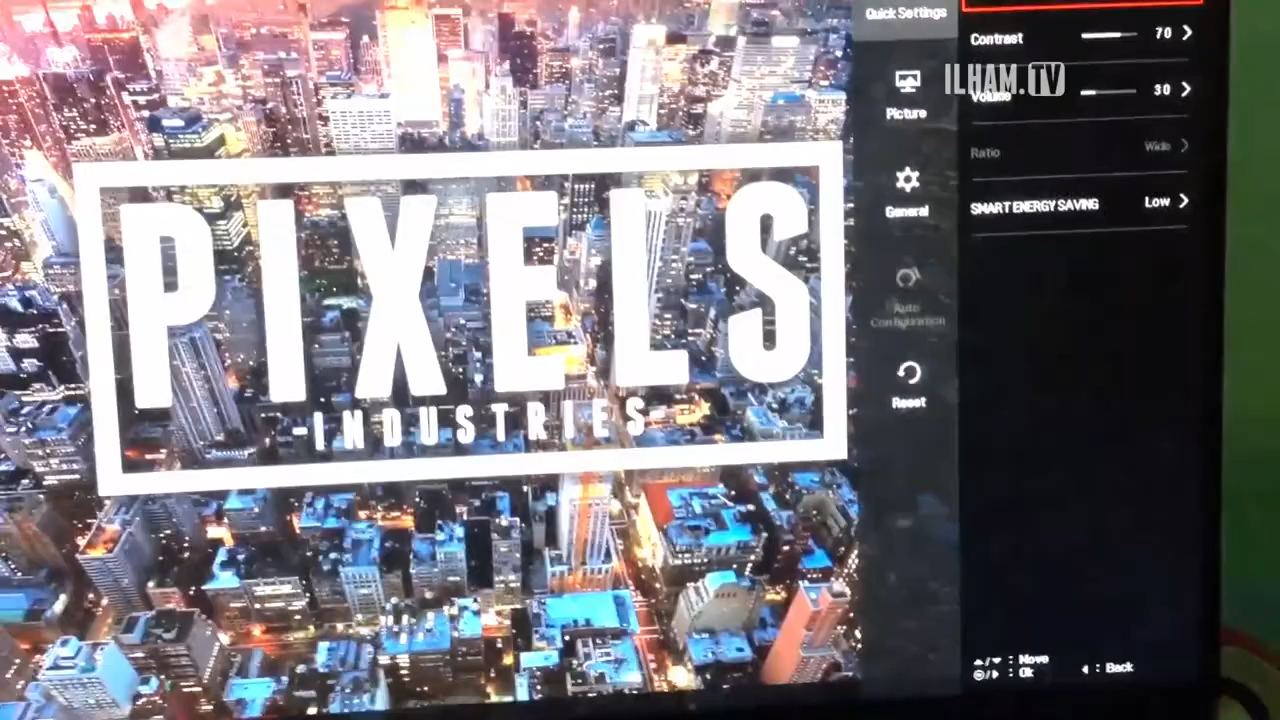 Quick Settings
Contrast 70
ILHAM.TV
Volume 30
Picture
Ratio Wide
General
SMART ENERGY SAVING Low
Auto
Configuration
Reset
PIXELS
-INDUSTRIES-
: Move
: Ok
: Back